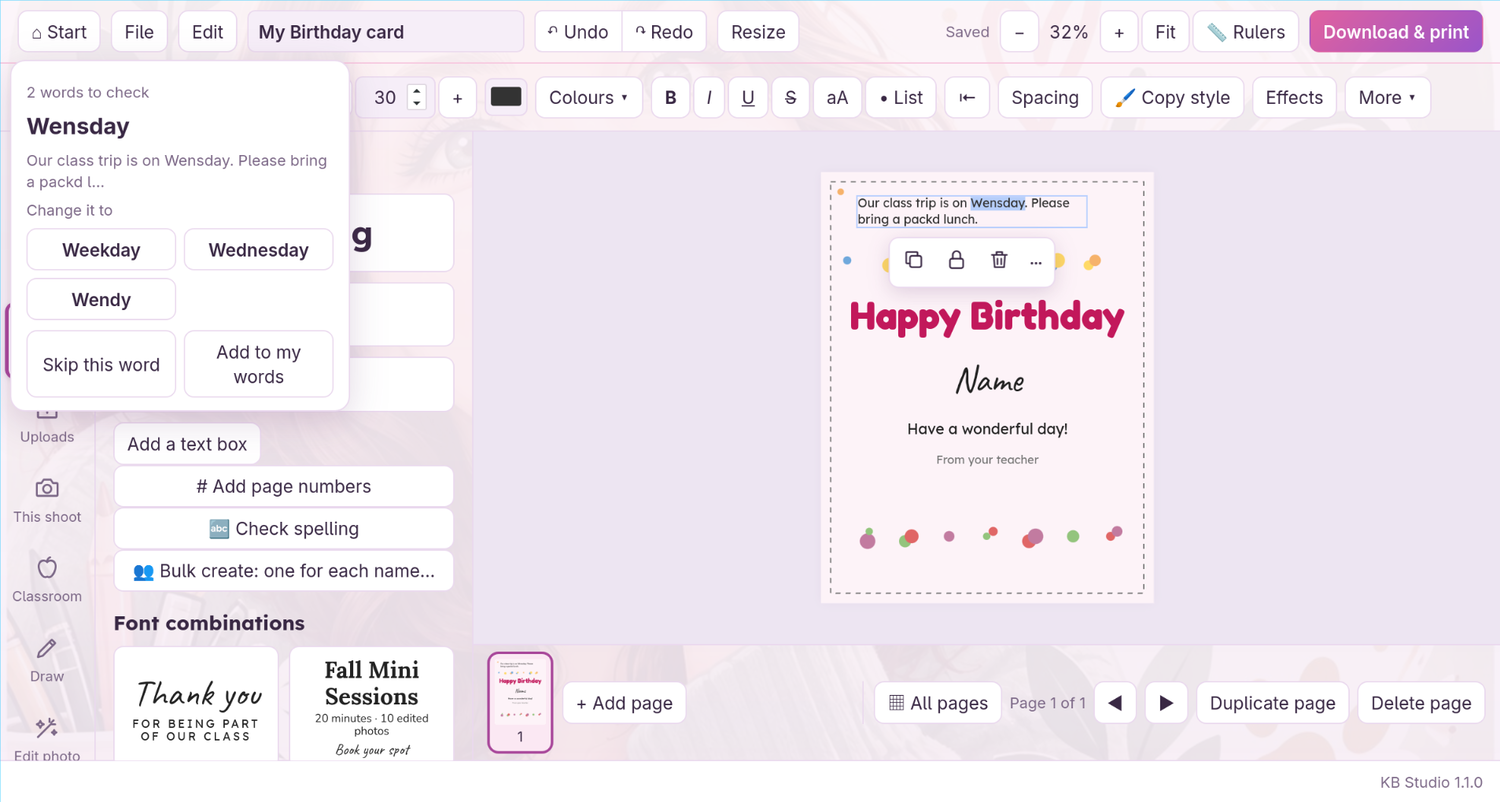 ⌂ Start
File
Edit
My Birthday card
↶ Undo
↷ Redo
Resize
Saved
−
32%
+
Fit
📏 Rulers
Download & print
30
+
Colours ▾
B
I
U
S
aA
• List
⇤
Spacing
🖌️ Copy style
Effects
More ▾
2 words to check
Wensday
Our class trip is on Wensday. Please bring
a packd l...
Change it to
Weekday
Wednesday
Wendy
Skip this word
Add to my
words
g
Uploads
This shoot
Classroom
Draw
Edit photo
Add a text box
# Add page numbers
🔤 Check spelling
👥 Bulk create: one for each name...
Font combinations
Thank you
FOR BEING PART
OF OUR CLASS
Fall Mini
Sessions
20 minutes · 10 edited
photos
Book your spot
Our class trip is on Wensday. Please
bring a packd lunch.
...
Happy Birthday
Name
Have a wonderful day!
From your teacher
Happy Birthday
Name
1
+ Add page
▦ All pages
Page 1 of 1
◀
▶
Duplicate page
Delete page
KB Studio 1.1.0